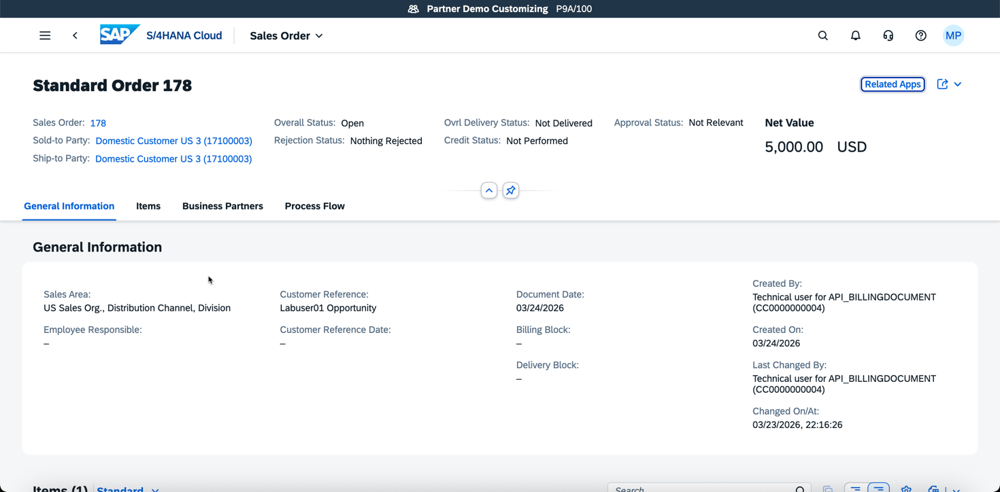 Partner Demo Customizing P9A/100
SAP S/4HANA Cloud Sales Order MP
Standard Order 178
Related Apps
Sales Order: 178
Sold-to Party: Domestic Customer US 3 (17100003)
Ship-to Party: Domestic Customer US 3 (17100003)
Overall Status: Open
Rejection Status: Nothing Rejected
Ovrl Delivery Status: Not Delivered
Credit Status: Not Performed
Approval Status: Not Relevant
Net Value
5,000.00 USD
General Information Items Business Partners Process Flow
General Information
Sales Area:
US Sales Org., Distribution Channel, Division
Employee Responsible:
–
Customer Reference:
Labuser01 Opportunity
Customer Reference Date:
–
Document Date:
03/24/2026
Billing Block:
–
Delivery Block:
–
Created By:
Technical user for API_BILLINGDOCUMENT
(CC0000000004)
Created On:
03/24/2026
Last Changed By:
Technical user for API_BILLINGDOCUMENT
(CC0000000004)
Changed On/At:
03/23/2026, 22:16:26
Items (1) Standard Search